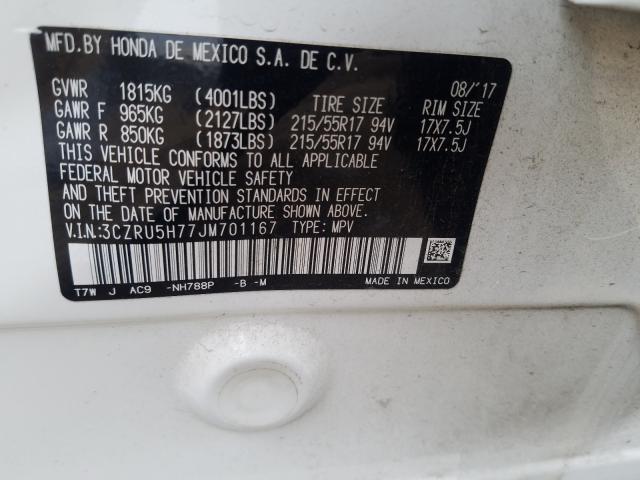 MFD.BY HONDA DE MEXICO S.A. DE C.V.
08/'17
GVWR 1815KG (4001LBS) TIRE SIZE RIM SIZE
GAWR F 965KG (2127LBS) 215/55R17 94V 17X7.5J
GAWR R 850KG (1873LBS) 215/55R17 94V 17X7.5J
THIS VEHICLE CONFORMS TO ALL APPLICABLE
FEDERAL MOTOR VEHICLE SAFETY
AND THEFT PREVENTION STANDARDS IN EFFECT
ON THE DATE OF MANUFACTURE SHOWN ABOVE.
V.I.N:3CZRU5H77JM701167 TYPE: MPV
T7W J AC9 -NH788P -B -M MADE IN MEXICO